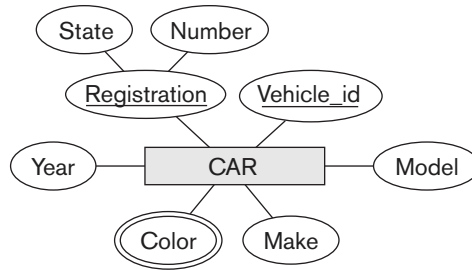 State
Number
Registration
Vehicle_id
Year
CAR
Model
Color
Make